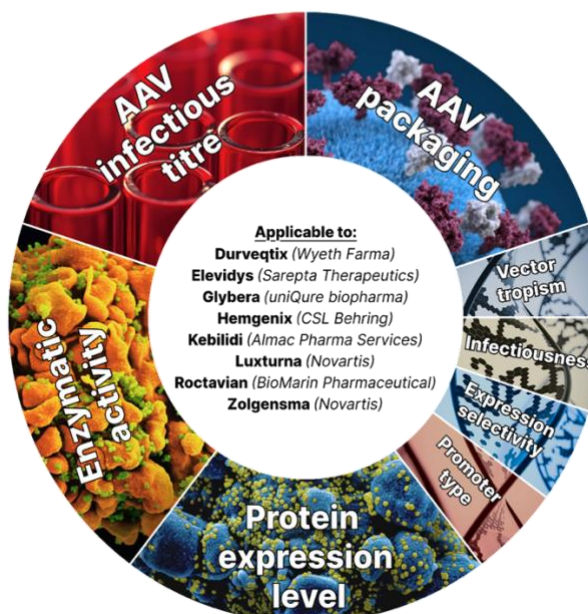 AAV
infectious
titre
AAV
packaging
Vector
tropism
Infectiousness
Expression
selectivity
Promoter
type
Protein
expression
level
Enzymatic
activity
Applicable to:
Durveqtix (Wyeth Farma)
Elevidys (Sarepta Therapeutics)
Glybera (uniQure biopharma)
Hemgenix (CSL Behring)
Kebilidi (Almac Pharma Services)
Luxturna (Novartis)
Roctavian (BioMarin Pharmaceutical)
Zolgensma (Novartis)